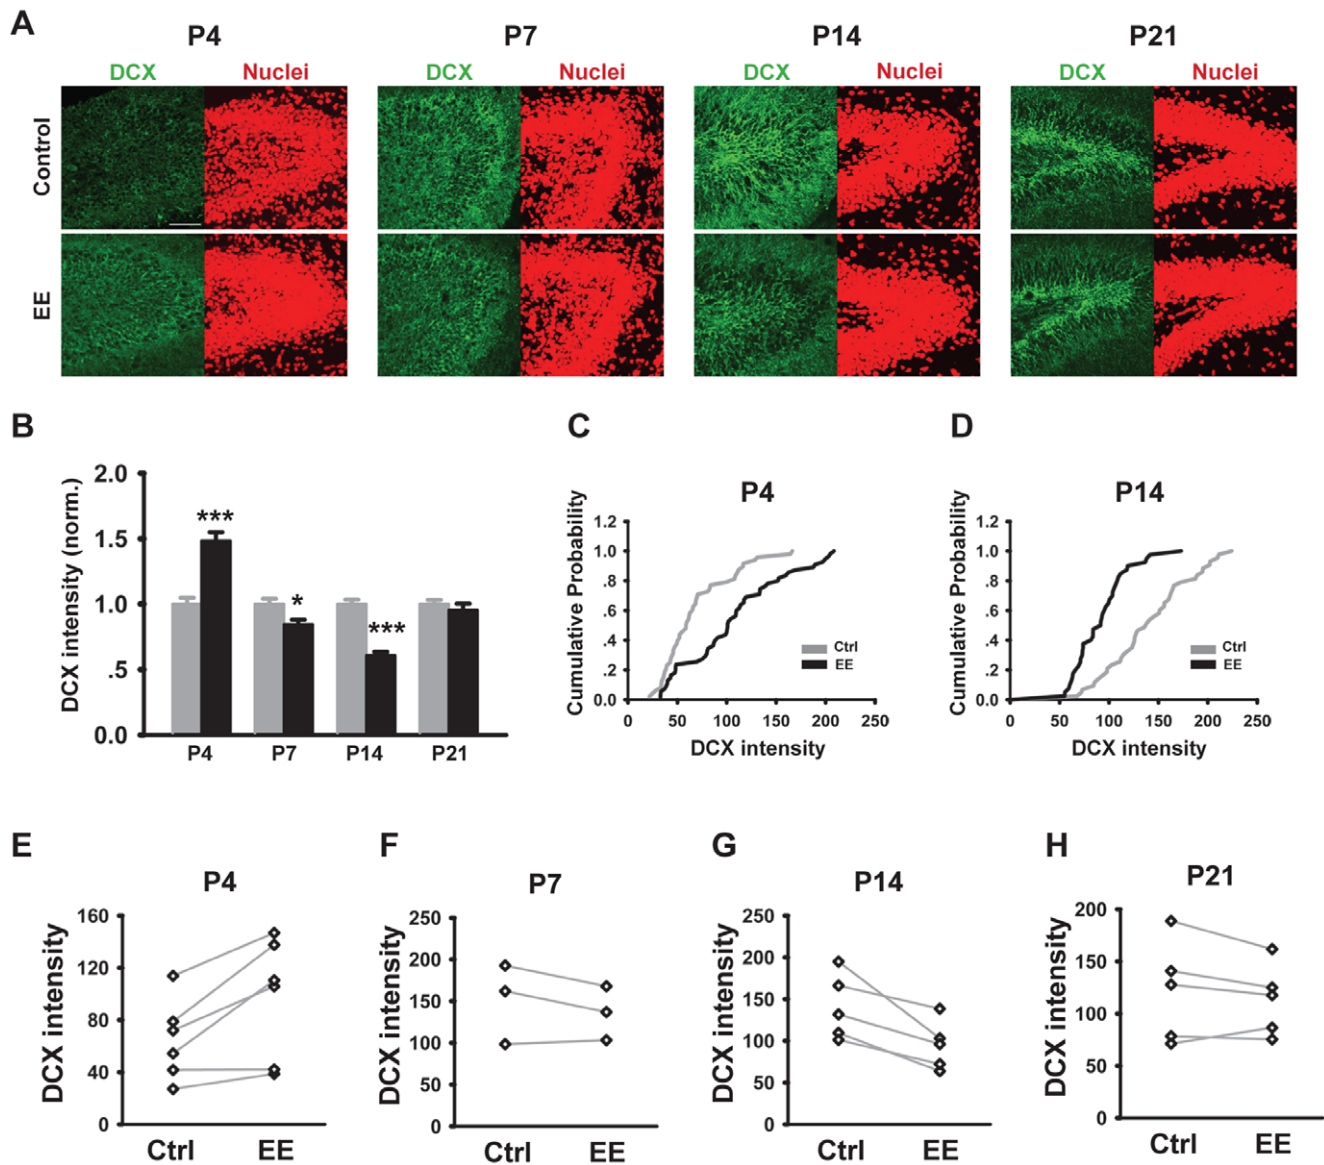 A
P4
P7
P14
P21
DCX
Nuclei
DCX
Nuclei
DCX
Nuclei
DCX
Nuclei
Control
EE
B
DCX intensity (norm.)
2.0
1.5
1.0
.5
0.0
***
*
***
P4
P7
P14
P21
C
P4
Cumulative Probability
1.2
1.0
.8
.6
.4
.2
0.0
Ctrl
EE
0
50
100
150
200
250
DCX intensity
D
P14
Cumulative Probability
1.2
1.0
.8
.6
.4
.2
0.0
Ctrl
EE
0
50
100
150
200
250
DCX intensity
E
P4
DCX intensity
160
120
80
40
0
Ctrl
EE
F
P7
DCX intensity
250
200
150
100
50
0
Ctrl
EE
G
P14
DCX intensity
250
200
150
100
50
0
Ctrl
EE
H
P21
DCX intensity
200
150
100
50
0
Ctrl
EE